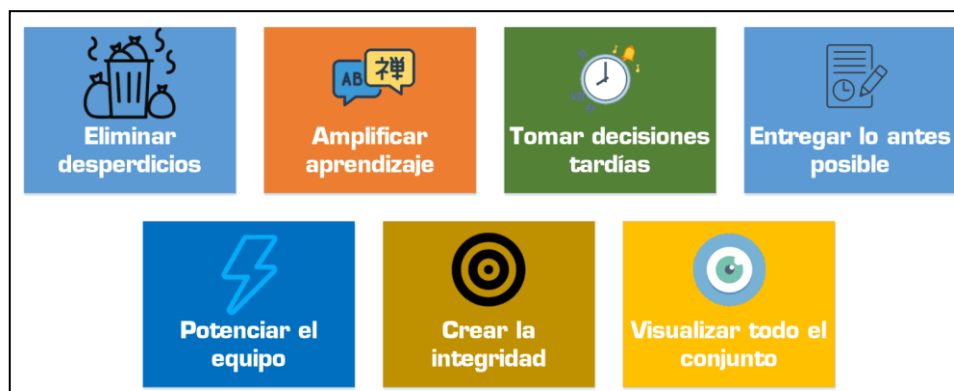 Eliminar
desperdicios
AB 禅
Amplificar
aprendizaje
Tomar decisiones
tardías
Entregar lo antes
posible
Potenciar el
equipo
Crear la
integridad
Visualizar todo el
conjunto